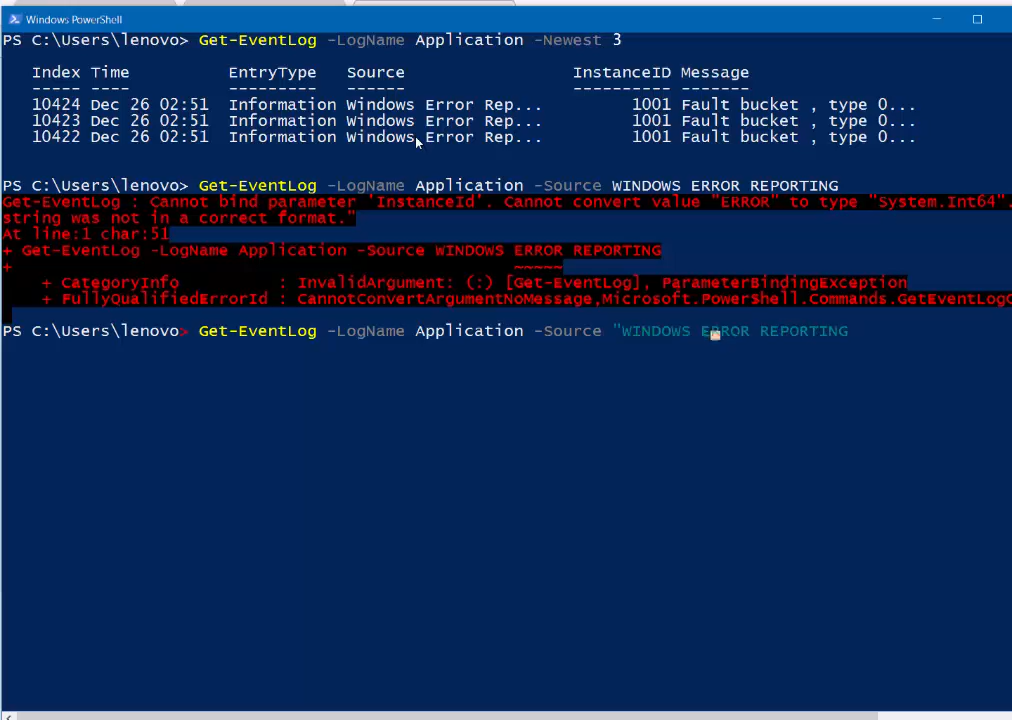 Windows PowerShell
PS C:\Users\lenovo> Get-EventLog -LogName Application -Newest 3
Index Time EntryType Source InstanceID Message
----- ---- --------- ------ ---------- -------
10424 Dec 26 02:51 Information Windows Error Rep... 1001 Fault bucket , type 0...
10423 Dec 26 02:51 Information Windows Error Rep... 1001 Fault bucket , type 0...
10422 Dec 26 02:51 Information Windows Error Rep... 1001 Fault bucket , type 0...
PS C:\Users\lenovo> Get-EventLog -LogName Application -Source WINDOWS ERROR REPORTING
Get-EventLog : Cannot bind parameter 'InstanceId'. Cannot convert value "ERROR" to type "System.Int64".
string was not in a correct format."
At line:1 char:51
+ Get-EventLog -LogName Application -Source WINDOWS ERROR REPORTING
+ ~~~~~
+ CategoryInfo : InvalidArgument: (:) [Get-EventLog], ParameterBindingException
+ FullyQualifiedErrorId : CannotConvertArgumentNoMessage,Microsoft.PowerShell.Commands.GetEventLogC
PS C:\Users\lenovo> Get-EventLog -LogName Application -Source "WINDOWS ERROR REPORTING